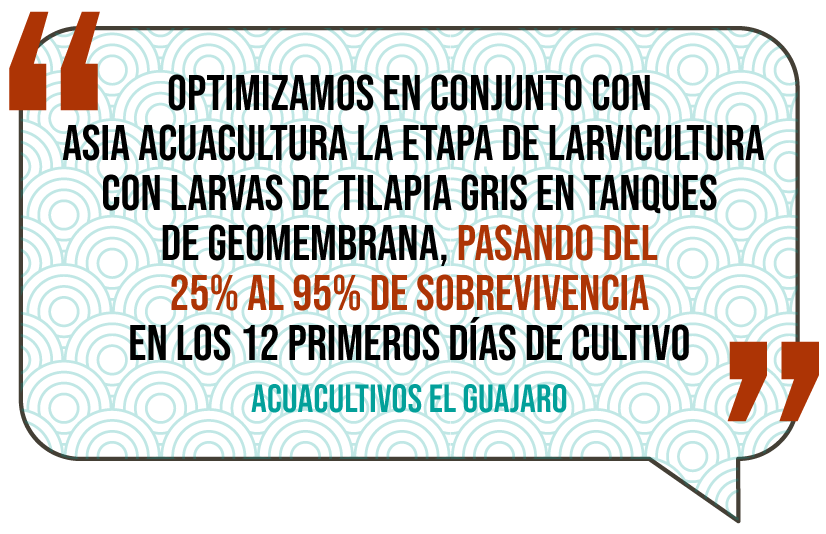 “
OPTIMIZAMOS EN CONJUNTO CON
ASIA ACUACULTURA LA ETAPA DE LARVICULTURA
CON LARVAS DE TILAPIA GRIS EN TANQUES
DE GEOMEMBRANA, PASANDO DEL
25% AL 95% DE SOBREVIVENCIA
EN LOS 12 PRIMEROS DÍAS DE CULTIVO
”
ACUACULTIVOS EL GUAJARO